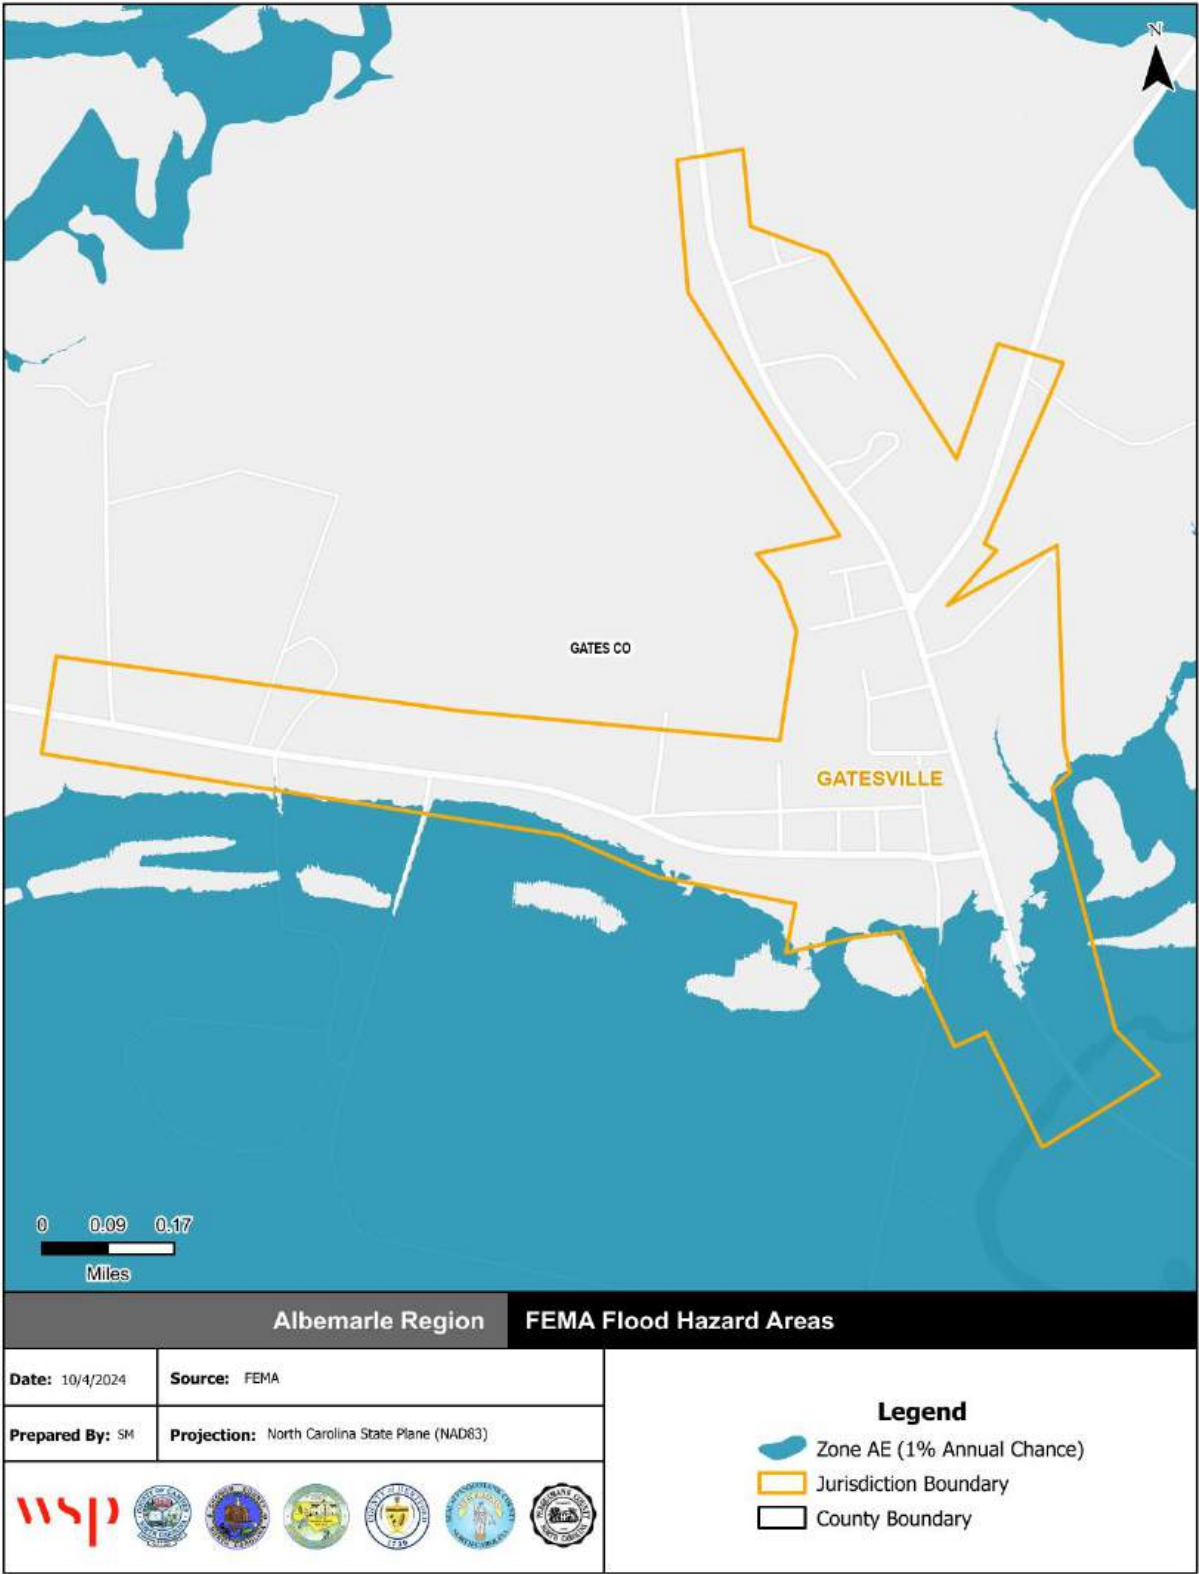 N
GATES CO
GATESVILLE
0 0.09 0.17
Miles
Albemarle Region FEMA Flood Hazard Areas
Date: 10/4/2024 Source: FEMA
Prepared By: SM Projection: North Carolina State Plane (NAD83)
Legend
Zone AE (1% Annual Chance)
Jurisdiction Boundary
County Boundary
wsp